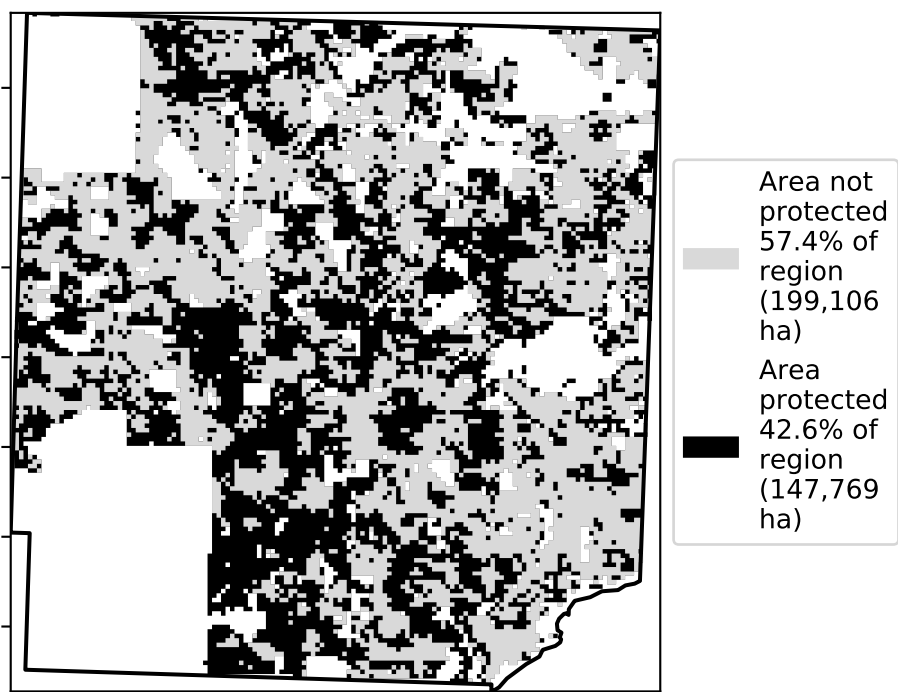 Area not
protected
57.4% of
region
(199,106
ha)
Area
protected
42.6% of
region
(147,769
ha)